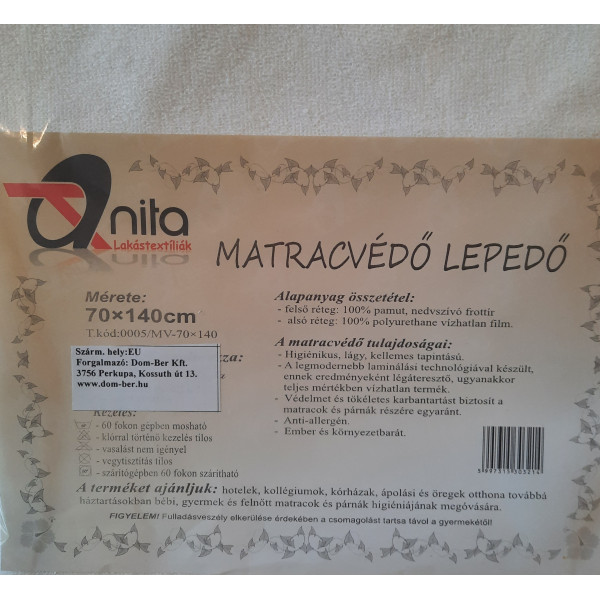 Anita
Lakástextíliák
MATRACVÉDŐ LEPEDŐ
Mérete:
70×140cm
T.kód:0005/MV-70×140
Szárm. hely:EU
Forgalmazó: Dom-Ber Kft.
3756 Perkupa, Kossuth út 13.
www.dom-ber.hu
Kezelés:
- 60 fokon gépben mosható
- klórral történő kezelés tilos
- vasalást nem igényel
- vegytisztítás tilos
- szárítógépben 60 fokon szárítható
Alapanyag összetétel:
- felső réteg: 100% pamut, nedvszívó frottír
- alsó réteg: 100% polyurethane vízhatlan film.
A matracvédő tulajdoságai:
- Higiénikus, lágy, kellemes tapintású.
- A legmodernebb laminálási technológiával készült,
ennek eredményeként légáteresztő, ugyanakkor
teljes mértékben vízhatlan termék.
- Védelmet és tökéletes karbantartást biztosít a
matracok és párnák részére egyaránt.
- Anti-allergén.
- Ember és környezetbarát.
A terméket ajánljuk: hotelek, kollégiumok, kórházak, ápolási és öregek otthona továbbá
háztartásokban bébi, gyermek és felnőtt matracok és párnák higiéniájának megóvására.
FIGYELEM! Fulladásveszély elkerülése érdekében a csomagolást tartsa távol a gyermekétől!